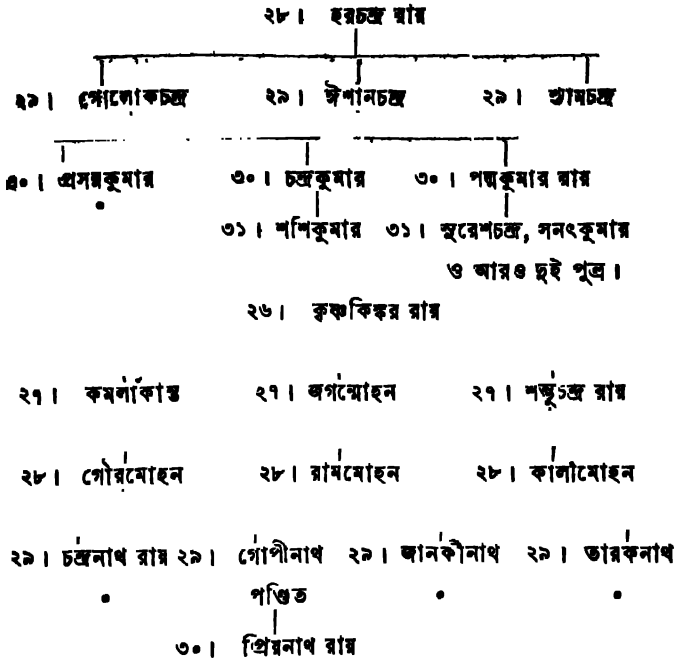 ২৮। হরচন্দ্র রায়
২৯। গোলোকচন্দ্র ২৯। ঈশানচন্দ্র ২৯। শ্যামচন্দ্র
৩০। প্রসন্নকুমার ৩০। চন্দ্রকুমার ৩০। পদ্মকুমার রায়
৩১। শশিকুমার ৩১। সুরেশচন্দ্র, সনৎকুমার
ও আরও দুই পুত্র।
২৬। কৃষ্ণকিঙ্কর রায়
২৭। কমলাকান্ত ২৭। জগন্মোহন ২৭। শম্ভুচন্দ্র রায়
২৮। গৌরমোহন ২৮। রামমোহন ২৮। কালীমোহন
২৯। চন্দ্রনাথ রায় ২৯। গোপীনাথ ২৯। জানকীনাথ ২৯। তারকনাথ
পণ্ডিত
৩০। প্রিয়নাথ রায়